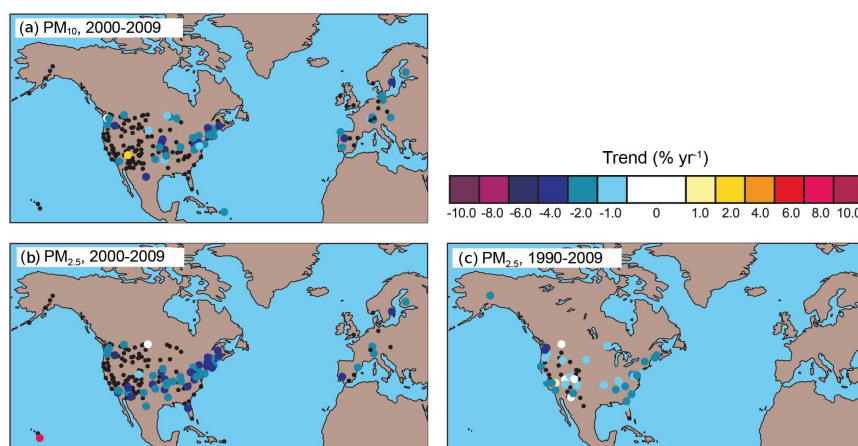 (a) PM₁₀, 2000-2009
Trend (% yr⁻¹)
-10.0 -8.0 -6.0 -4.0 -2.0 -1.0 0 1.0 2.0 4.0 6.0 8.0 10.0
(b) PM₂.₅, 2000-2009
(c) PM₂.₅, 1990-2009